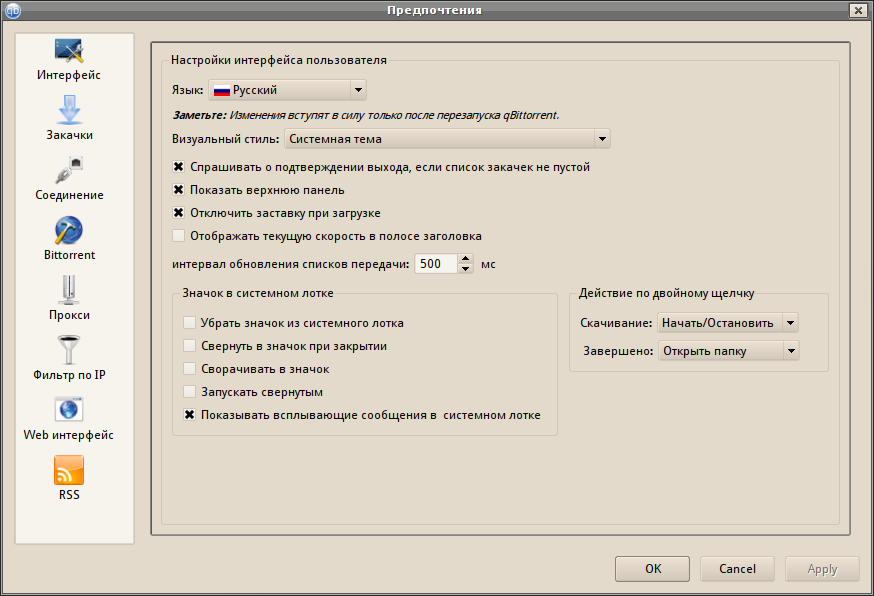 Предпочтения
Интерфейс
Закачки
Соединение
Bittorrent
Прокси
Фильтр по IP
Web интерфейс
RSS
Настройки интерфейса пользователя
Язык: Русский
Заметьте: Изменения вступят в силу только после перезапуска qBittorrent.
Визуальный стиль: Системная тема
Спрашивать о подтверждении выхода, если список закачек не пустой
Показать верхнюю панель
Отключить заставку при загрузке
Отображать текущую скорость в полосе заголовка
интервал обновления списков передачи: 500 мс
Значок в системном лотке
Убрать значок из системного лотка
Свернуть в значок при закрытии
Сворачивать в значок
Запускать свернутым
Показывать всплывающие сообщения в системном лотке
Действие по двойному щелчку
Скачивание: Начать/Остановить
Завершено: Открыть папку
OK
Cancel
Apply